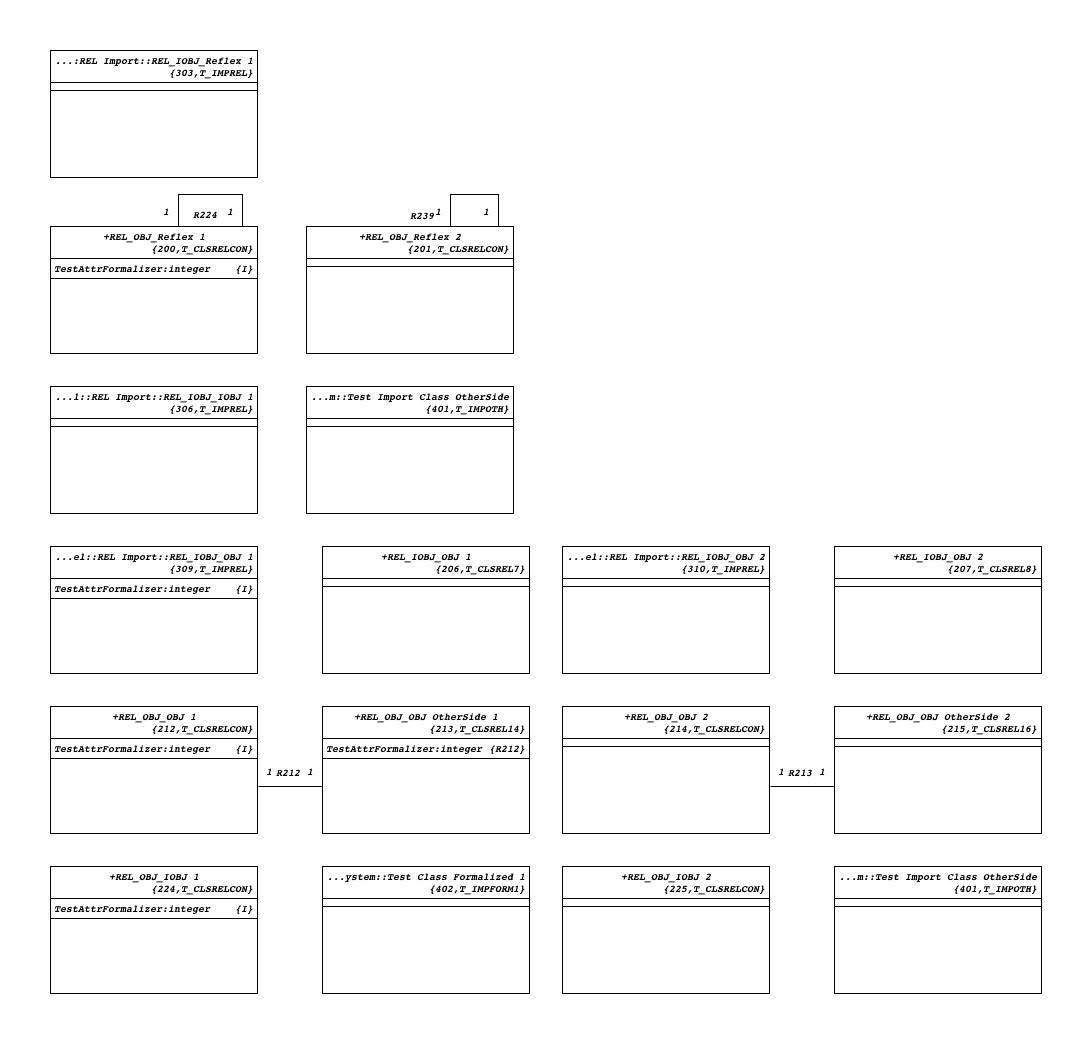 ...:REL Import::REL_IOBJ_Reflex 1
{303,T_IMPREL}
1 R224 1
R239 1 1
+REL_OBJ_Reflex 1
{200,T_CLSRELCON}
TestAttrFormalizer:integer {I}
+REL_OBJ_Reflex 2
{201,T_CLSRELCON}
...l::REL Import::REL_IOBJ_IOBJ 1
{306,T_IMPREL}
...m::Test Import Class OtherSide
{401,T_IMPOTH}
...el::REL Import::REL_IOBJ_OBJ 1
{309,T_IMPREL}
TestAttrFormalizer:integer {I}
+REL_IOBJ_OBJ 1
{206,T_CLSREL7}
...el::REL Import::REL_IOBJ_OBJ 2
{310,T_IMPREL}
+REL_IOBJ_OBJ 2
{207,T_CLSREL8}
+REL_OBJ_OBJ 1
{212,T_CLSRELCON}
TestAttrFormalizer:integer {I}
1 R212 1
+REL_OBJ_OBJ OtherSide 1
{213,T_CLSREL14}
TestAttrFormalizer:integer {R212}
+REL_OBJ_OBJ 2
{214,T_CLSRELCON}
1 R213 1
+REL_OBJ_OBJ OtherSide 2
{215,T_CLSREL16}
+REL_OBJ_IOBJ 1
{224,T_CLSRELCON}
TestAttrFormalizer:integer {I}
...ystem::Test Class Formalized 1
{402,T_IMPFORM1}
+REL_OBJ_IOBJ 2
{225,T_CLSRELCON}
...m::Test Import Class OtherSide
{401,T_IMPOTH}